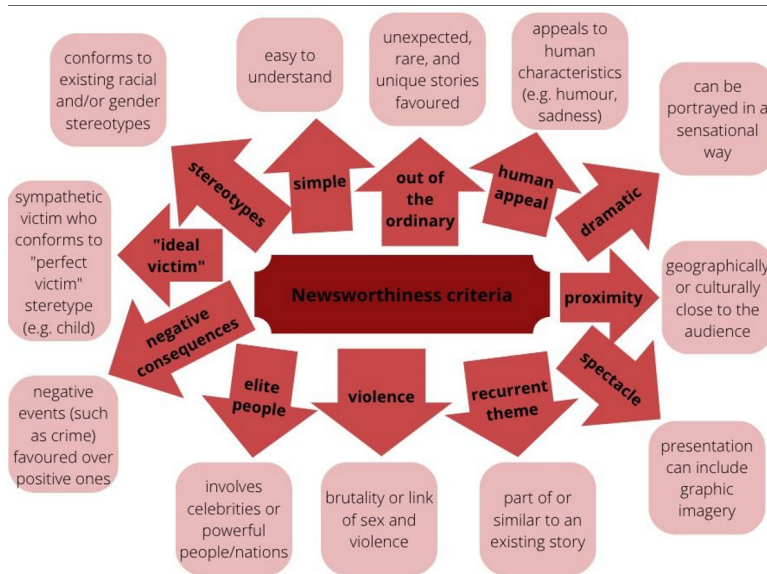 conforms to
existing racial
and/or gender
stereotypes
easy to
understand
unexpected,
rare, and
unique stories
favoured
appeals to
human
characteristics
(e.g. humour,
sadness)
can be
portrayed in a
sensational
way
stereotypes
simple
out of
the
ordinary
human
appeal
dramatic
sympathetic
victim who
conforms to
"perfect
victim"
steretype
(e.g. child)
"ideal
victim"
Newsworthiness criteria
proximity
geographically
or culturally
close to the
audience
negative
consequences
elite
people
violence
recurrent
theme
spectacle
negative
events (such
as crime)
favoured over
positive ones
involves
celebrities or
powerful
people/nations
brutality or link
of sex and
violence
part of or
similar to an
existing story
presentation
can include
graphic
imagery